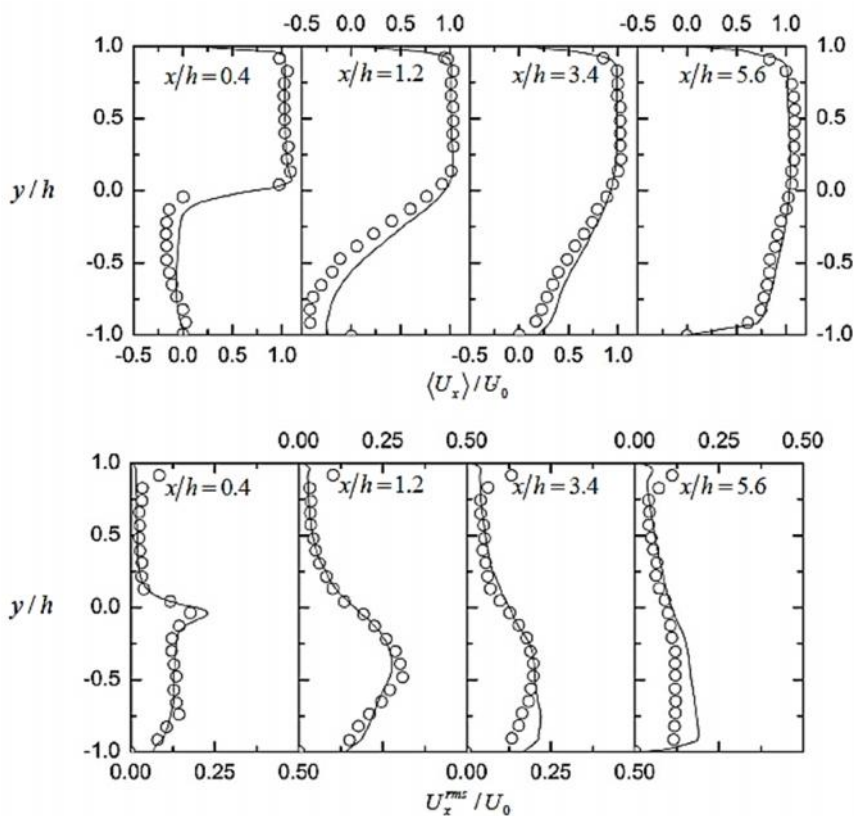 -0.5 0.0 0.5 1.0 -0.5 0.0 0.5 1.0
1.0 x/h=0.4 x/h=1.2 x/h=3.4 x/h=5.6 1.0
0.5 0.5
y/h 0.0 0.0
-0.5 -0.5
-1.0 -1.0
-0.5 0.0 0.5 1.0 -0.5 0.0 0.5 1.0
⟨U_x⟩/U_0
0.00 0.25 0.50 0.00 0.25 0.50
1.0 x/h=0.4 x/h=1.2 x/h=3.4 x/h=5.6
0.5
y/h 0.0
-0.5
-1.0
0.00 0.25 0.50 0.00 0.25 0.50
U_x^{rms}/U_0